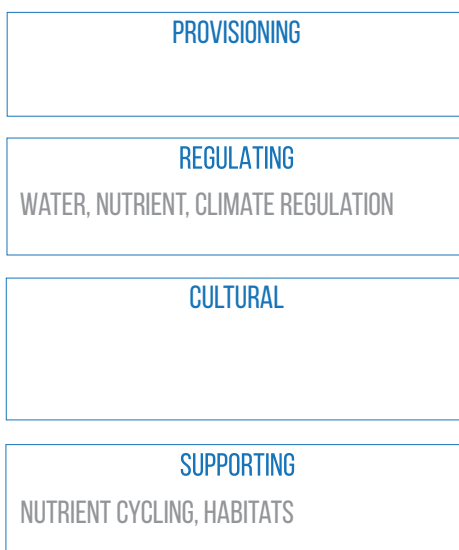 PROVISIONING
REGULATING
WATER, NUTRIENT, CLIMATE REGULATION
CULTURAL
SUPPORTING
NUTRIENT CYCLING, HABITATS